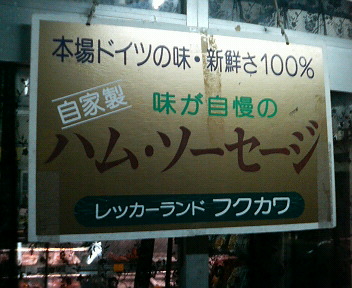 本場ドイツの味・新鮮さ100%
自家製 味が自慢の
ハム・ソーセージ
レッカーランド フクカワ